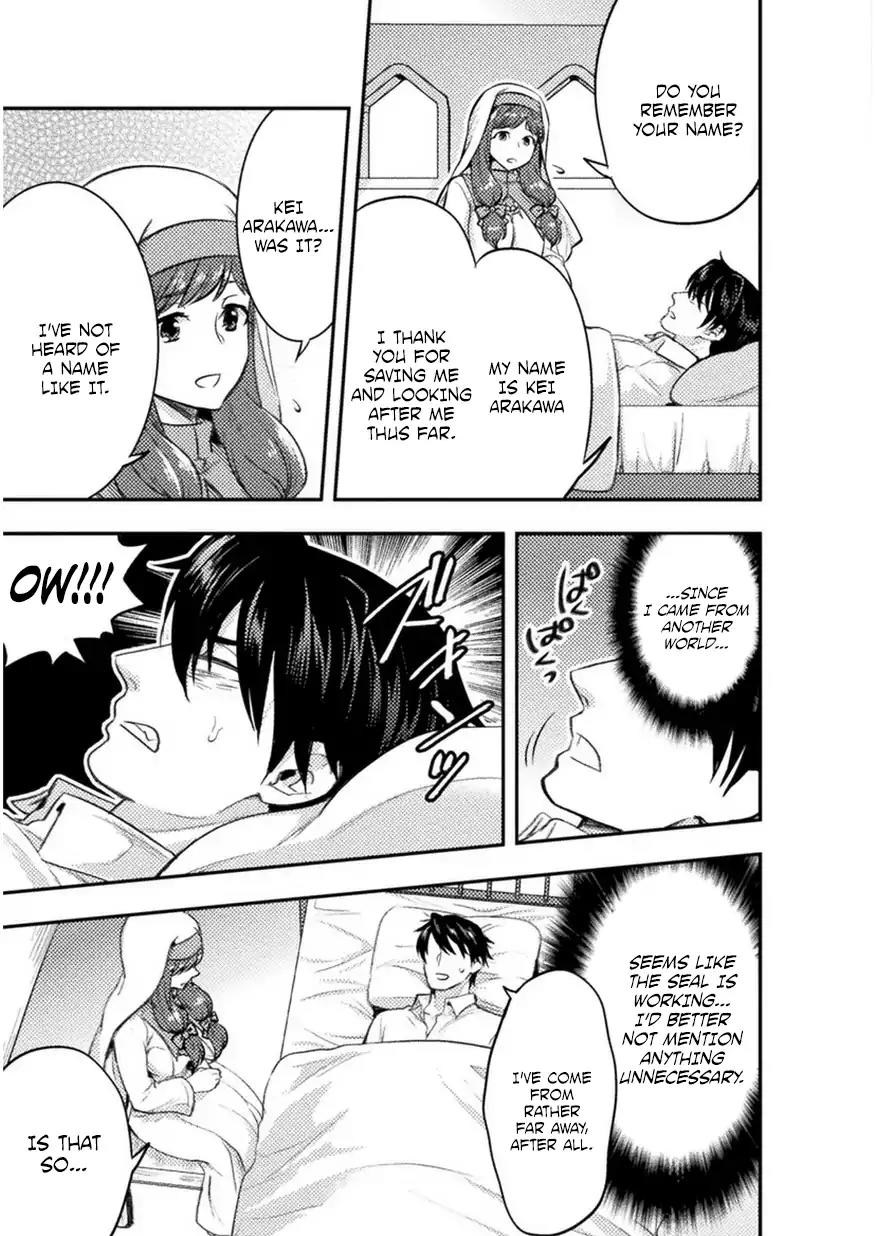 DO YOU
REMEMBER
YOUR NAME?
MY NAME
IS KEI
ARAKAWA
I THANK
YOU FOR
SAVING ME
AND LOOKING
AFTER ME
THUS FAR.
KEI
ARAKAWA...
WAS IT?
I'VE NOT
HEARD OF
A NAME
LIKE IT.
...SINCE
I CAME FROM
ANOTHER
WORLD...
ぱく
ぱくっ
OW!!!
ズキッ
SEEMS LIKE
THE SEAL IS
WORKING...
I'D BETTER
NOT MENTION
ANYTHING
UNNECESSARY.
I'VE COME
FROM
RATHER
FAR AWAY,
AFTER ALL.
IS THAT
SO...